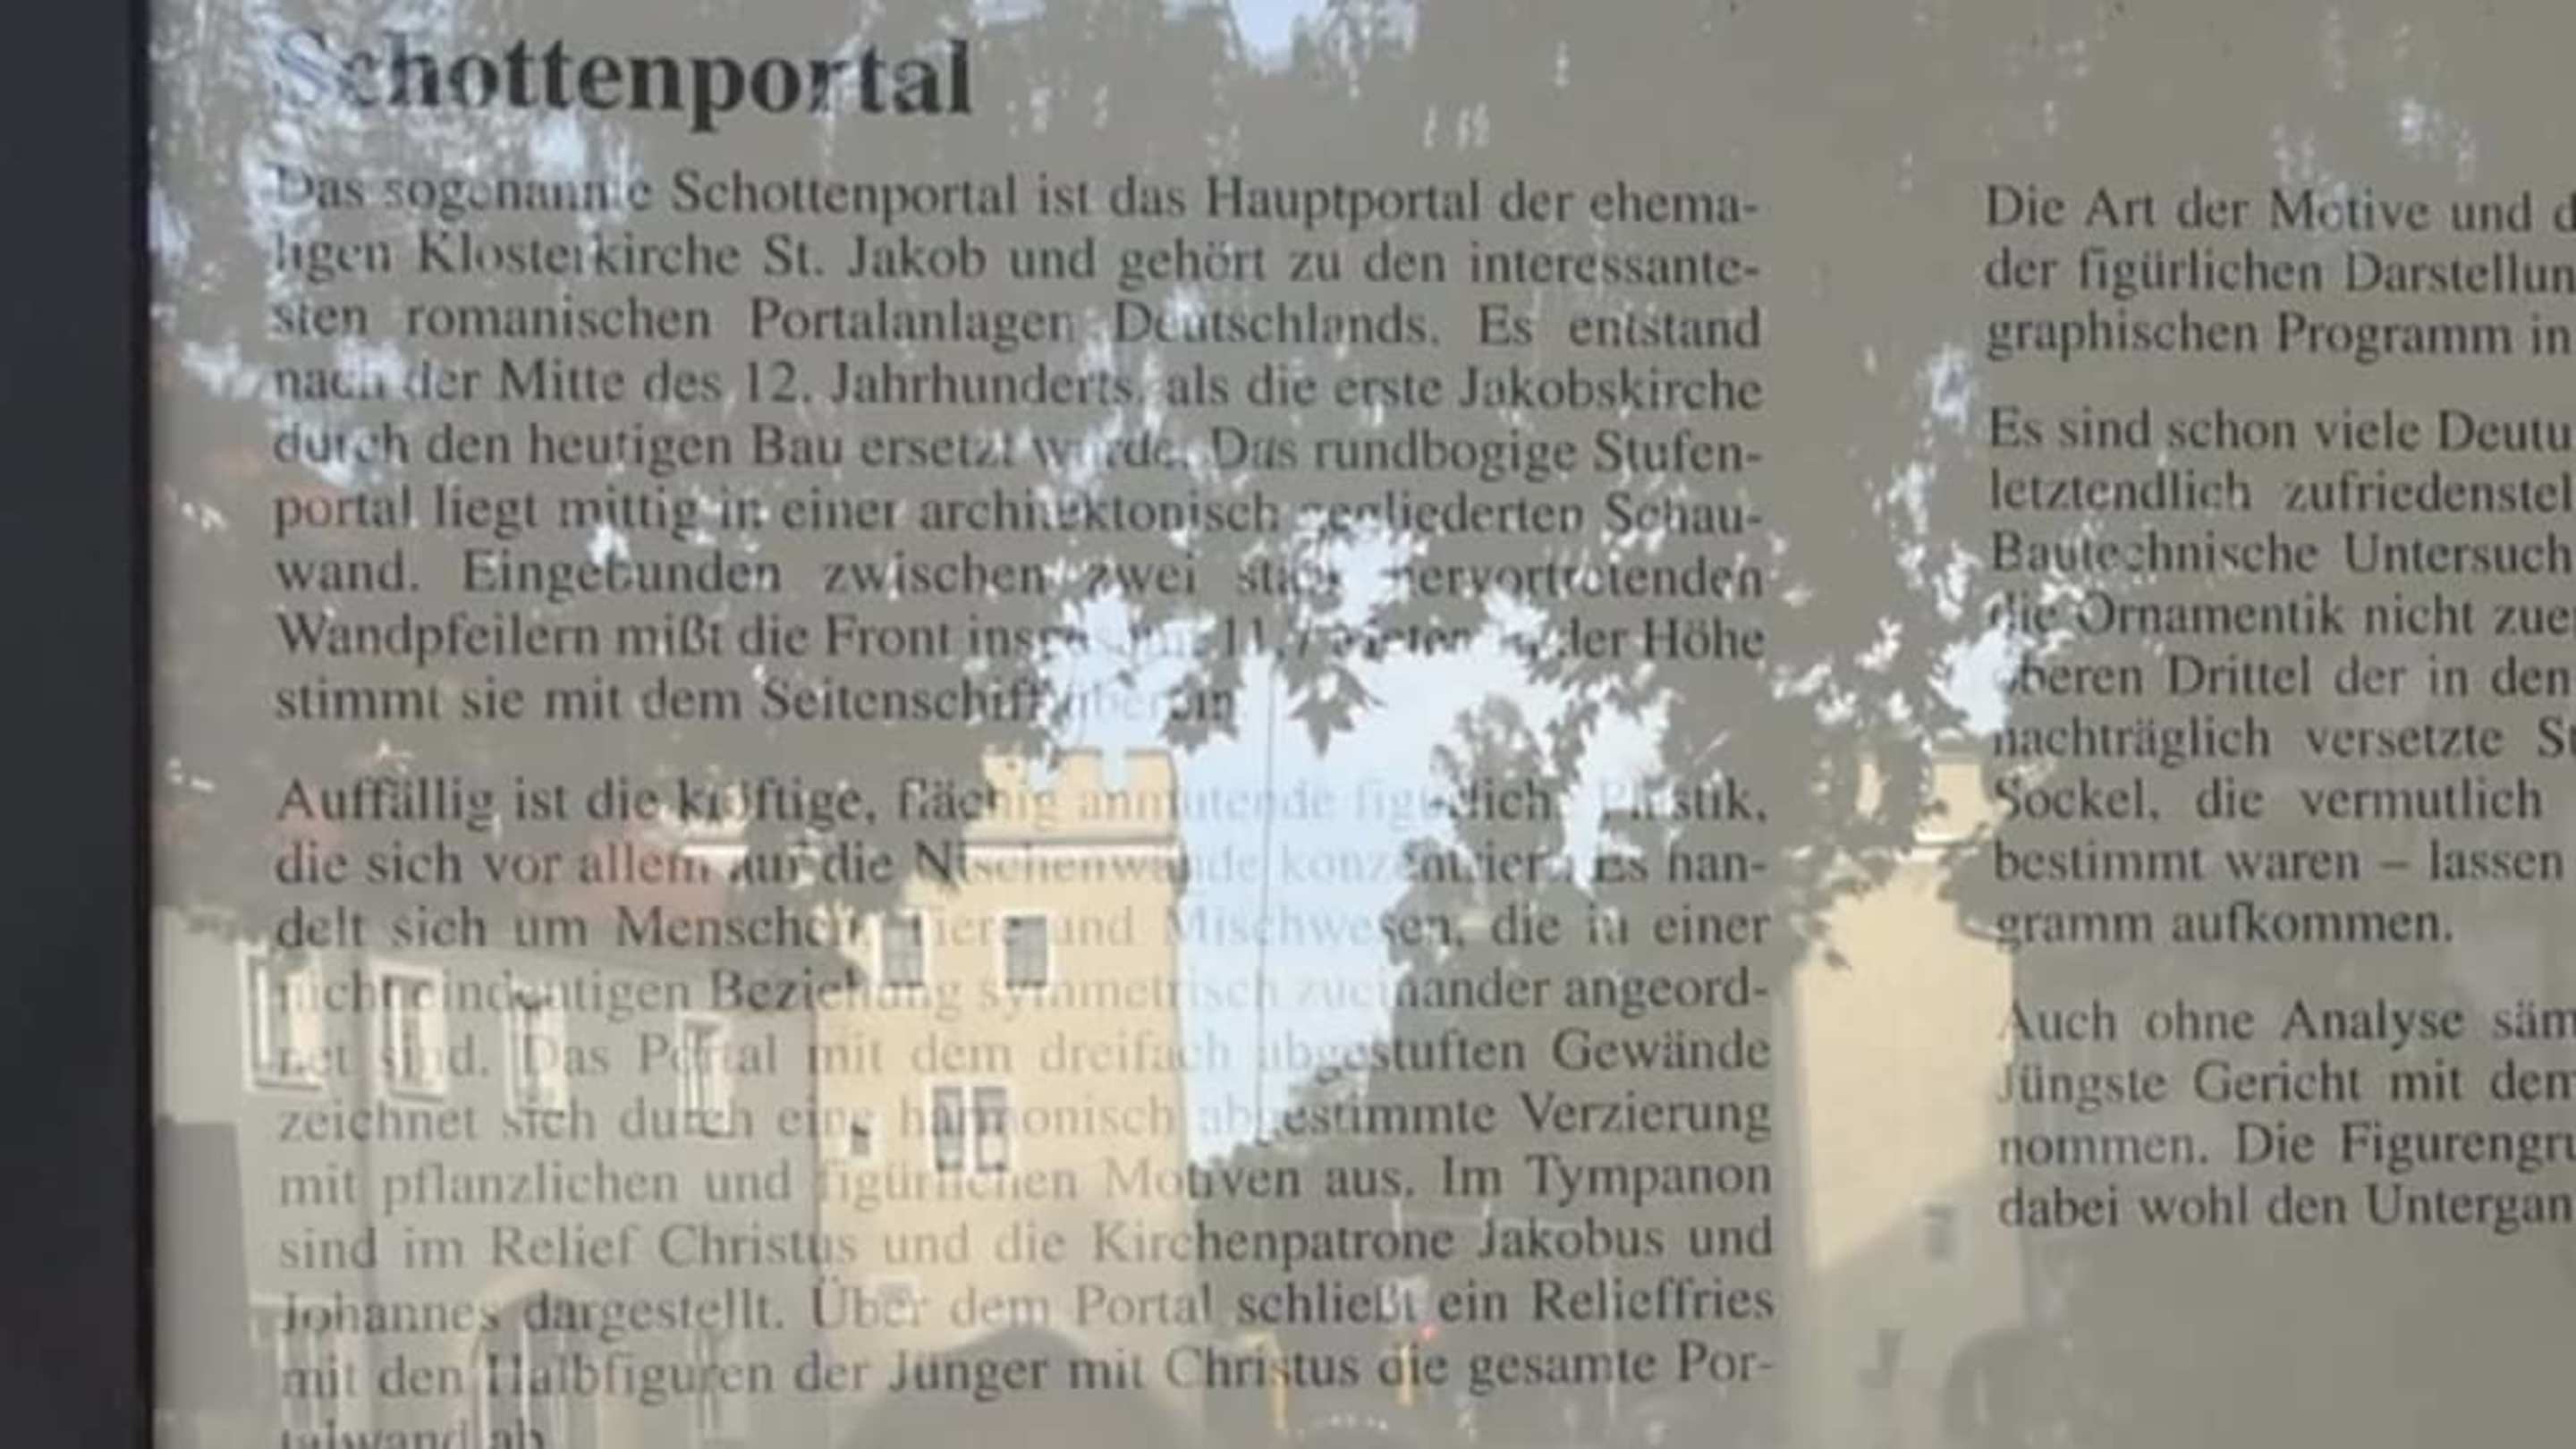 Schottenportal
Das sogenannte Schottenportal ist das Hauptportal der ehema-
ligen Klosterkirche St. Jakob und gehört zu den interessante-
sten romanischen Portalanlagen Deutschlands. Es entstand
nach der Mitte des 12. Jahrhunderts, als die erste Jakobskirche
durch den heutigen Bau ersetzt wurde. Das rundbogige Stufen-
portal liegt mittig in einer architektonisch gegliederten Schau-
wand. Eingebunden zwischen zwei stark hervortretenden
Wandpfeilern mißt die Front der Höhe
stimmt sie mit dem Seitenschiff überein
Auffällig ist die kräftige, flächig anmutende figürliche Plastik,
die sich vor allem auf die Nischenwände konzentriert. Es han-
delt sich um Menschen, Tiere und Mischwesen, die in einer
nicht eindeutigen Beziehung symmetrisch zueinander angeord-
net sind. Das Portal mit dem dreifach abgestuften Gewände
zeichnet sich durch eine harmonisch abgestimmte Verzierung
mit pflanzlichen und figürlichen Motiven aus. Im Tympanon
sind im Relief Christus und die Kirchenpatrone Jakobus und
Johannes dargestellt. Über dem Portal schließt ein Relieffries
mit den Halbfiguren der Jünger mit Christus die gesamte Por-
talwand ab
Die Art der Motive und
der figürlichen Darstellun
graphischen Programm in
Es sind schon viele Deutu
letztendlich zufriedenstel
Bautechnische Untersuch
die Ornamentik nicht zue
oberen Drittel der in den
nachträglich versetzte
Sockel, die vermutlich
bestimmt waren – lassen
gramm aufkommen.
Auch ohne Analyse säm
Jüngste Gericht mit dem
nommen. Die Figurengru
dabei wohl den Untergan